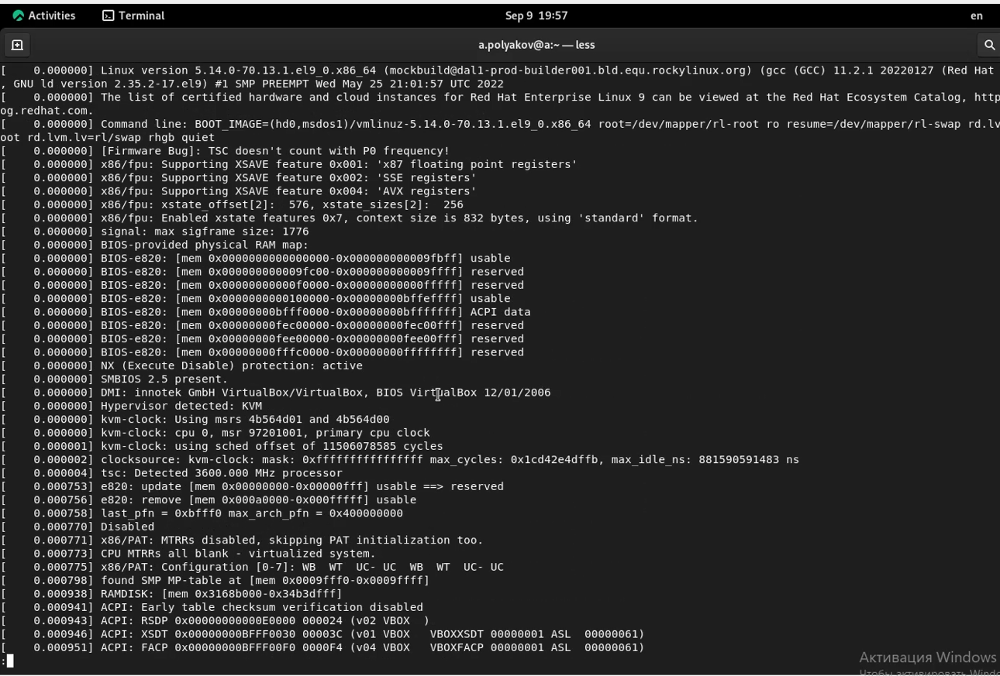 Activities Terminal Sep 9 19:57 en
a.polyakov@a:~ — less
[    0.000000] Linux version 5.14.0-70.13.1.el9_0.x86_64 (mockbuild@dal1-prod-builder001.bld.equ.rockylinux.org) (gcc (GCC) 11.2.1 20220127 (Red Hat
, GNU ld version 2.35.2-17.el9) #1 SMP PREEMPT Wed May 25 21:01:57 UTC 2022
[    0.000000] The list of certified hardware and cloud instances for Red Hat Enterprise Linux 9 can be viewed at the Red Hat Ecosystem Catalog, http
og.redhat.com.
[    0.000000] Command line: BOOT_IMAGE=(hd0,msdos1)/vmlinuz-5.14.0-70.13.1.el9_0.x86_64 root=/dev/mapper/rl-root ro resume=/dev/mapper/rl-swap rd.lv
oot rd.lvm.lv=rl/swap rhgb quiet
[    0.000000] [Firmware Bug]: TSC doesn't count with P0 frequency!
[    0.000000] x86/fpu: Supporting XSAVE feature 0x001: 'x87 floating point registers'
[    0.000000] x86/fpu: Supporting XSAVE feature 0x002: 'SSE registers'
[    0.000000] x86/fpu: Supporting XSAVE feature 0x004: 'AVX registers'
[    0.000000] x86/fpu: xstate_offset[2]:  576, xstate_sizes[2]:  256
[    0.000000] x86/fpu: Enabled xstate features 0x7, context size is 832 bytes, using 'standard' format.
[    0.000000] signal: max sigframe size: 1776
[    0.000000] BIOS-provided physical RAM map:
[    0.000000] BIOS-e820: [mem 0x0000000000000000-0x000000000009fbff] usable
[    0.000000] BIOS-e820: [mem 0x000000000009fc00-0x000000000009ffff] reserved
[    0.000000] BIOS-e820: [mem 0x00000000000f0000-0x00000000000fffff] reserved
[    0.000000] BIOS-e820: [mem 0x0000000000100000-0x00000000bffeffff] usable
[    0.000000] BIOS-e820: [mem 0x00000000bfff0000-0x00000000bfffffff] ACPI data
[    0.000000] BIOS-e820: [mem 0x00000000fec00000-0x00000000fec00fff] reserved
[    0.000000] BIOS-e820: [mem 0x00000000fee00000-0x00000000fee00fff] reserved
[    0.000000] BIOS-e820: [mem 0x00000000fffc0000-0x00000000ffffffff] reserved
[    0.000000] NX (Execute Disable) protection: active
[    0.000000] SMBIOS 2.5 present.
[    0.000000] DMI: innotek GmbH VirtualBox/VirtualBox, BIOS VirtualBox 12/01/2006
[    0.000000] Hypervisor detected: KVM
[    0.000000] kvm-clock: Using msrs 4b564d01 and 4b564d00
[    0.000000] kvm-clock: cpu 0, msr 97201001, primary cpu clock
[    0.000001] kvm-clock: using sched offset of 11506078585 cycles
[    0.000002] clocksource: kvm-clock: mask: 0xffffffffffffffff max_cycles: 0x1cd42e4dffb, max_idle_ns: 881590591483 ns
[    0.000004] tsc: Detected 3600.000 MHz processor
[    0.000753] e820: update [mem 0x00000000-0x00000fff] usable ==> reserved
[    0.000756] e820: remove [mem 0x000a0000-0x000fffff] usable
[    0.000758] last_pfn = 0xbfff0 max_arch_pfn = 0x400000000
[    0.000770] Disabled
[    0.000771] x86/PAT: MTRRs disabled, skipping PAT initialization too.
[    0.000773] CPU MTRRs all blank - virtualized system.
[    0.000775] x86/PAT: Configuration [0-7]: WB  WT  UC- UC  WB  WT  UC- UC
[    0.000798] found SMP MP-table at [mem 0x0009fff0-0x0009ffff]
[    0.000938] RAMDISK: [mem 0x3168b000-0x34b3dfff]
[    0.000941] ACPI: Early table checksum verification disabled
[    0.000943] ACPI: RSDP 0x00000000000E0000 000024 (v02 VBOX  )
[    0.000946] ACPI: XSDT 0x00000000BFFF0030 00003C (v01 VBOX   VBOXXSDT 00000001 ASL  00000061)
[    0.000951] ACPI: FACP 0x00000000BFFF00F0 0000F4 (v04 VBOX   VBOXFACP 00000001 ASL  00000061)
:
Активация Windows